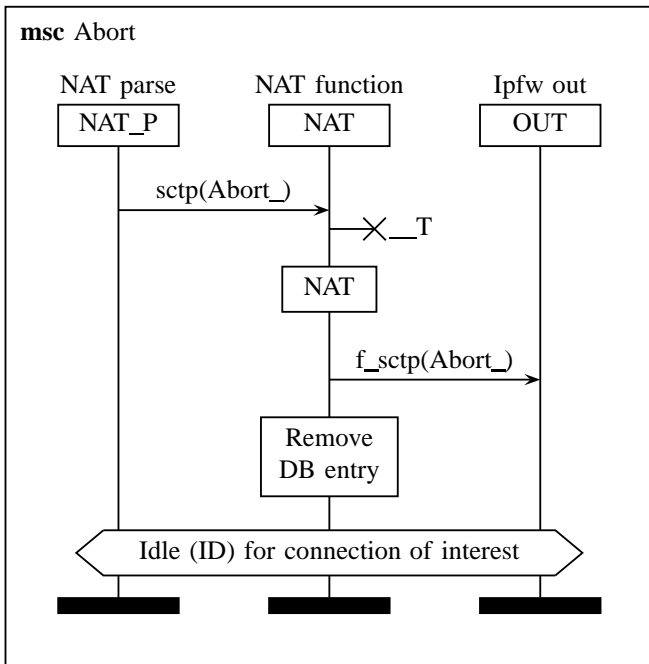 msc Abort
NAT parse
NAT function
Ipfw out
NAT_P
NAT
OUT
sctp(Abort_)
__T
NAT
f_sctp(Abort_)
Remove
DB entry
Idle (ID) for connection of interest